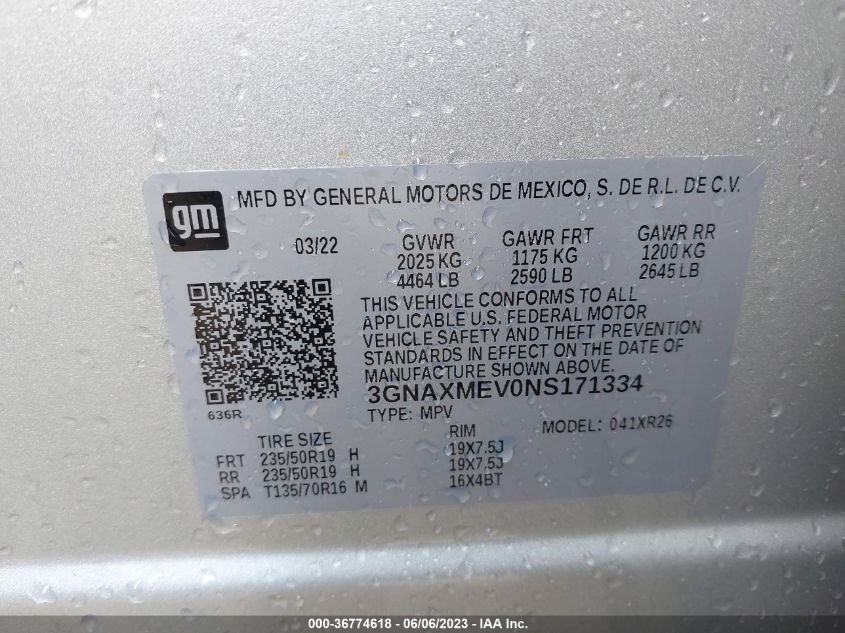 gm
MFD BY GENERAL MOTORS DE MEXICO, S. DE R.L. DE C.V.
03/22 GVWR GAWR FRT GAWR RR
2025 KG 1175 KG 1200 KG
4464 LB 2590 LB 2645 LB
THIS VEHICLE CONFORMS TO ALL
APPLICABLE U.S. FEDERAL MOTOR
VEHICLE SAFETY AND THEFT PREVENTION
STANDARDS IN EFFECT ON THE DATE OF
MANUFACTURE SHOWN ABOVE.
3GNAXMEV0NS171334
636R
TYPE: MPV MODEL: 041XR26
TIRE SIZE RIM
FRT 235/50R19 H 19X7.5J
RR 235/50R19 H 19X7.5J
SPA T135/70R16 M 16X4BT
000-36774618 - 06/06/2023 - IAA Inc.